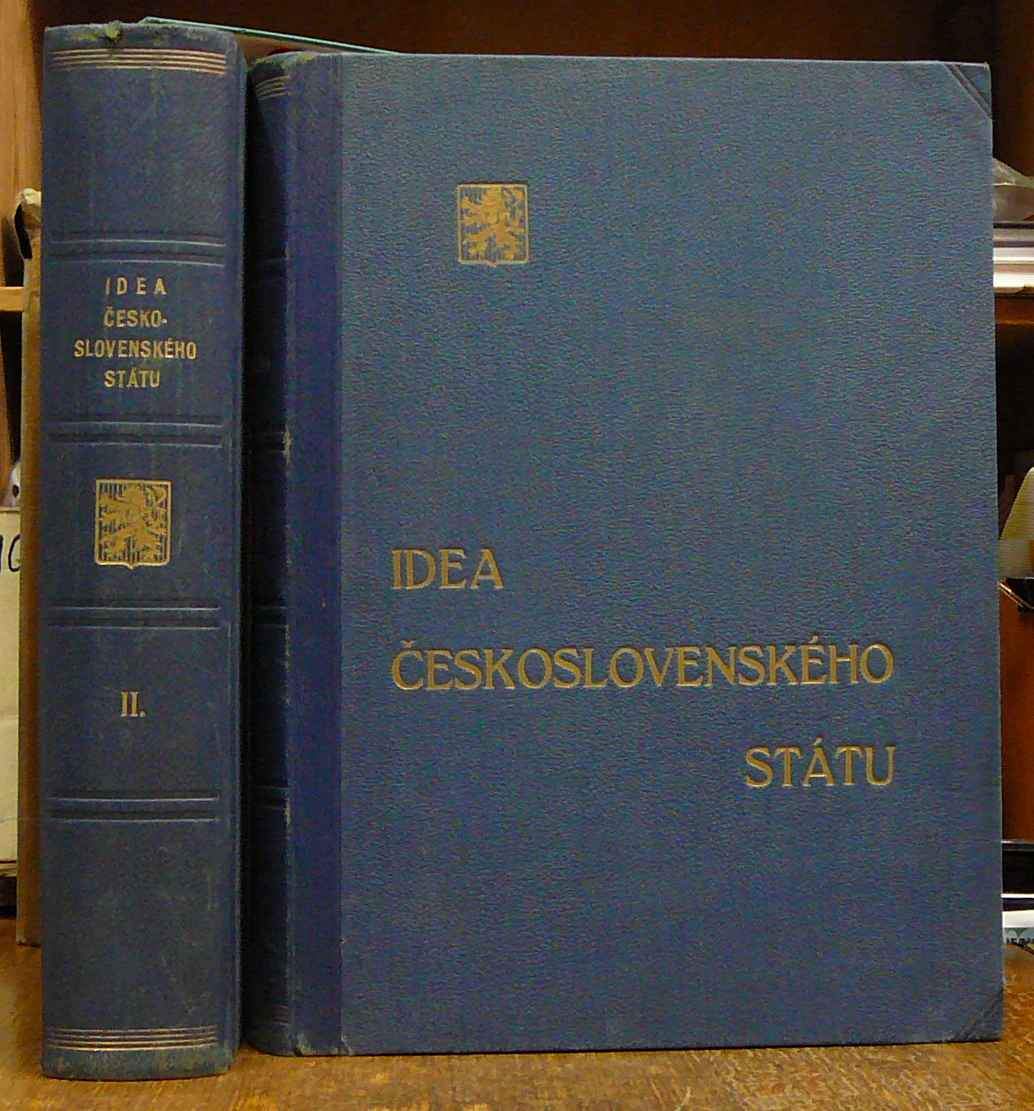 IDEA
ČESKO-
SLOVENSKÉHO
STÁTU
II.
IDEA
ČESKOSLOVENSKÉHO
STÁTU